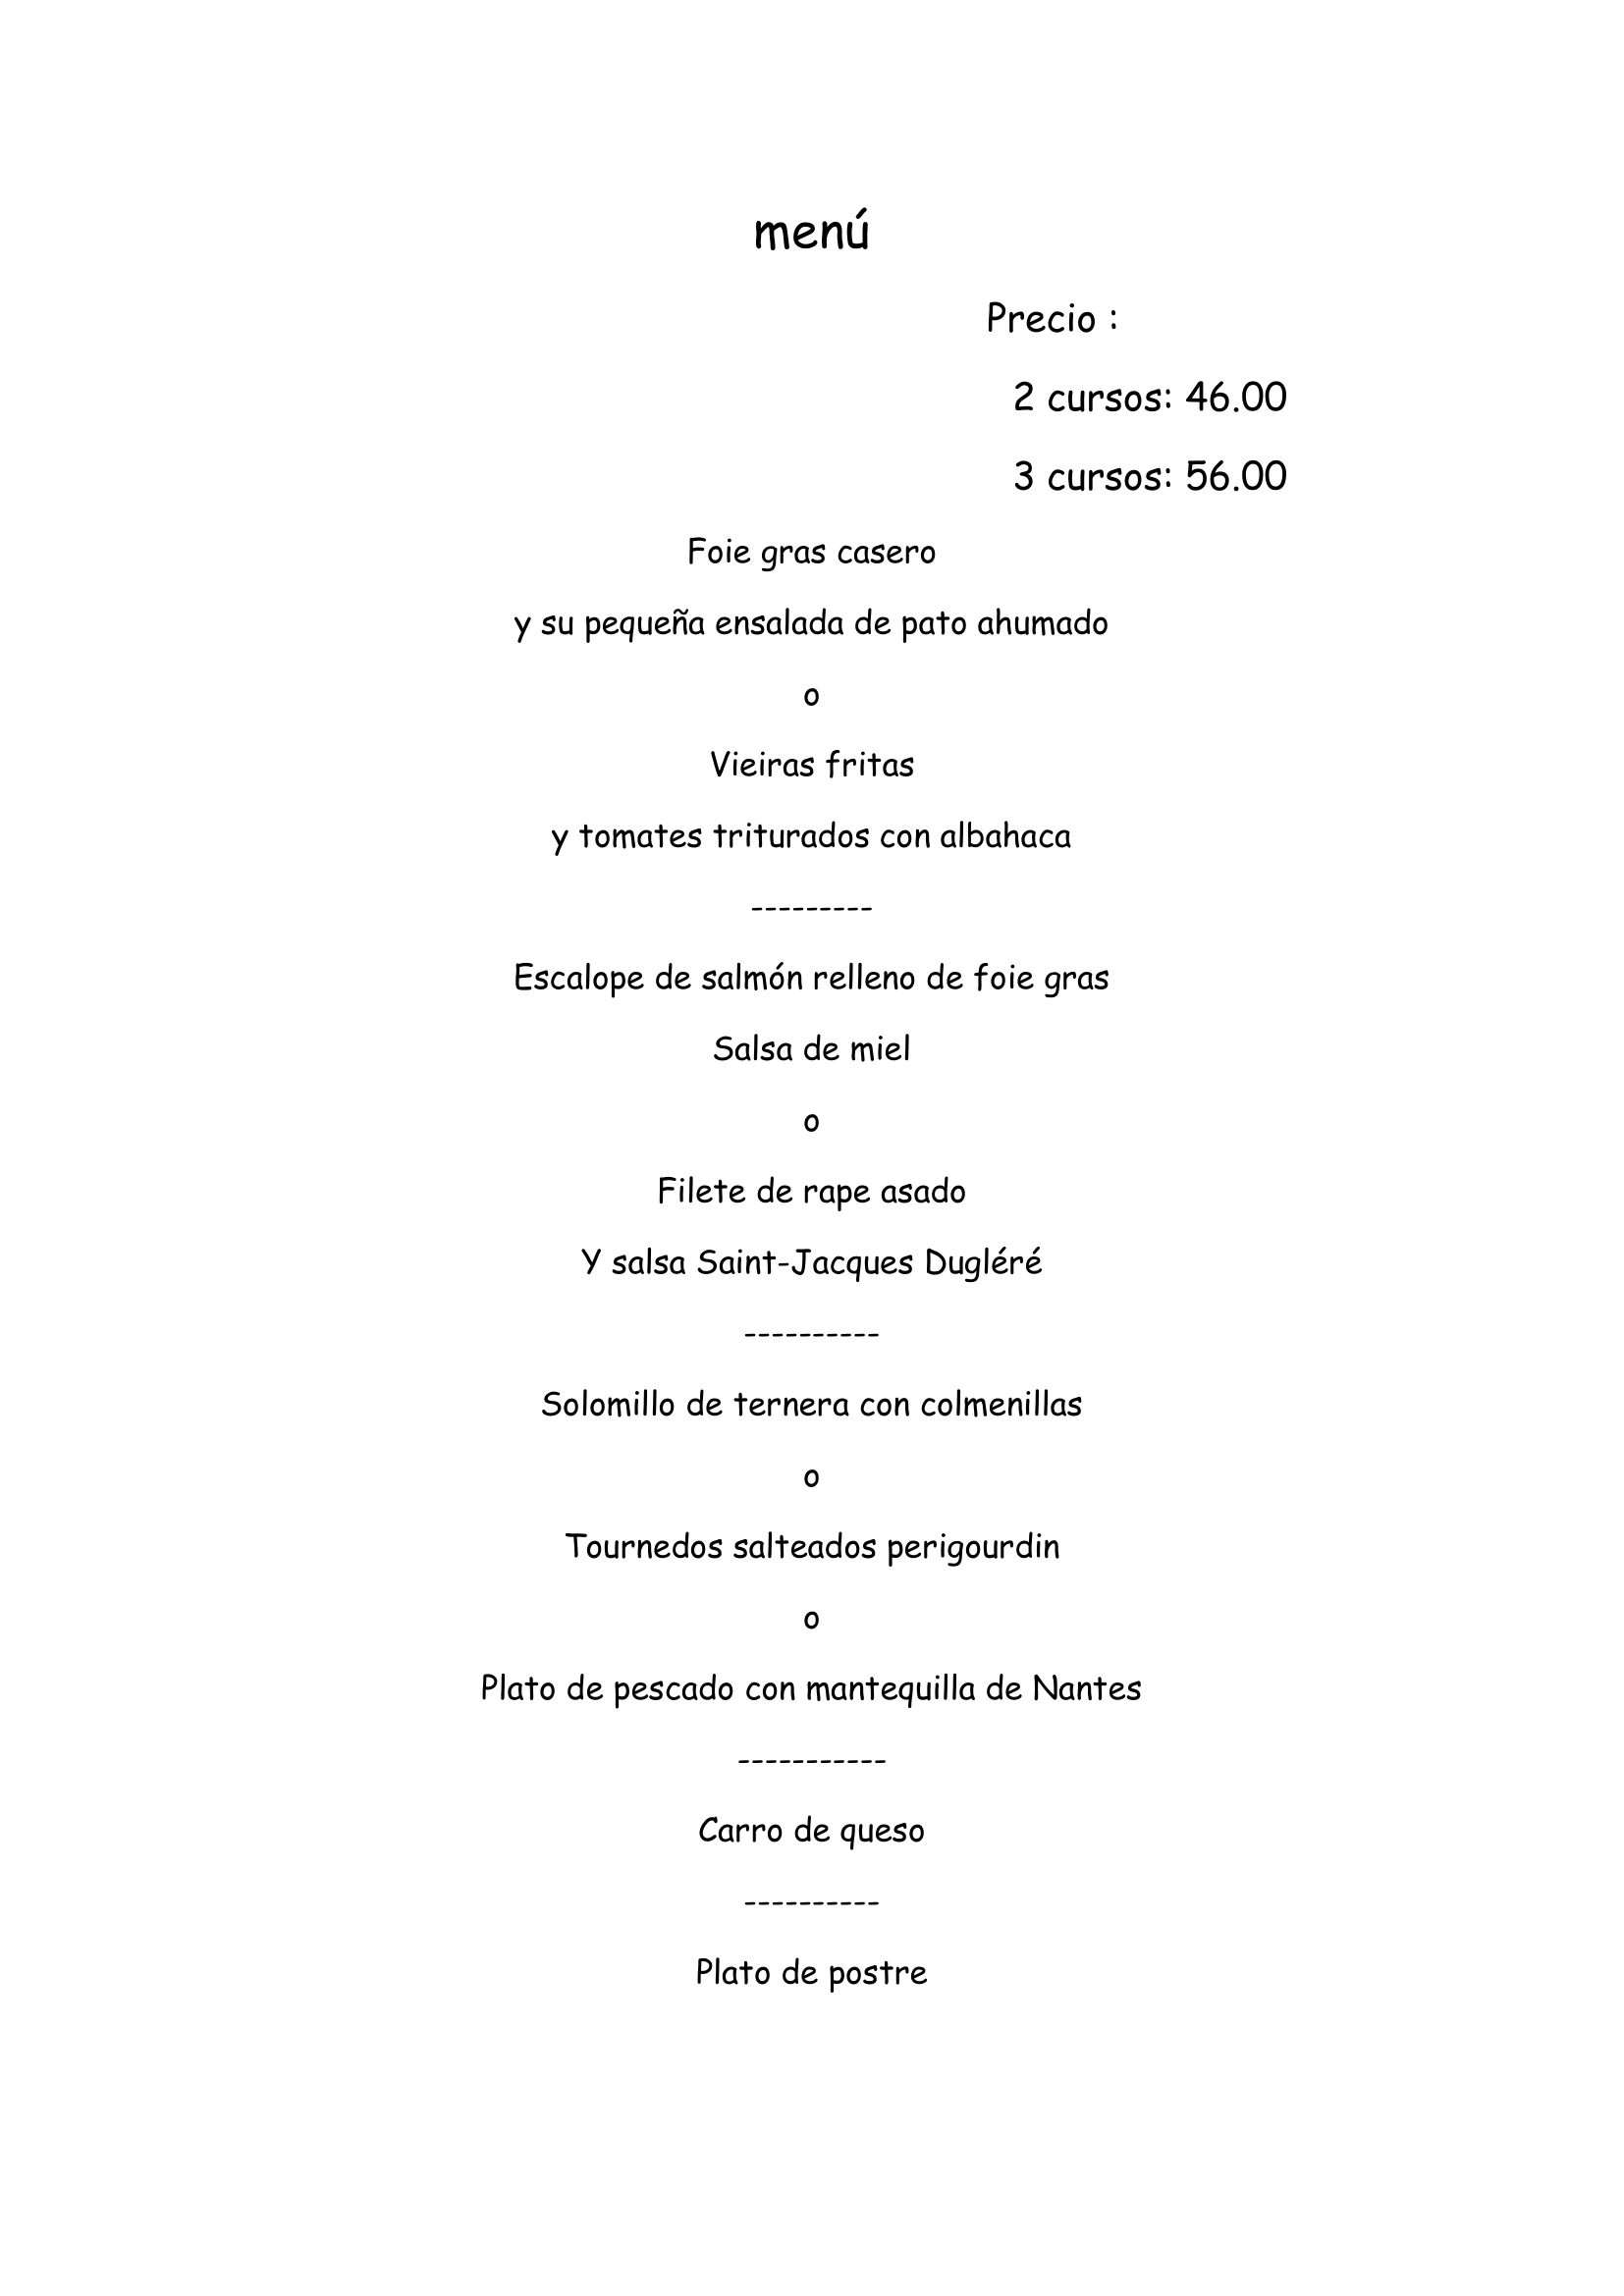 menú
Precio :
2 cursos: 46.00
3 cursos: 56.00
Foie gras casero
y su pequeña ensalada de pato ahumado
o
Vieiras fritas
y tomates triturados con albahaca
---------
Escalope de salmón relleno de foie gras
Salsa de miel
o
Filete de rape asado
Y salsa Saint-Jacques Dugléré
----------
Solomillo de ternera con colmenillas
o
Tournedos salteados perigourdin
o
Plato de pescado con mantequilla de Nantes
-----------
Carro de queso
----------
Plato de postre